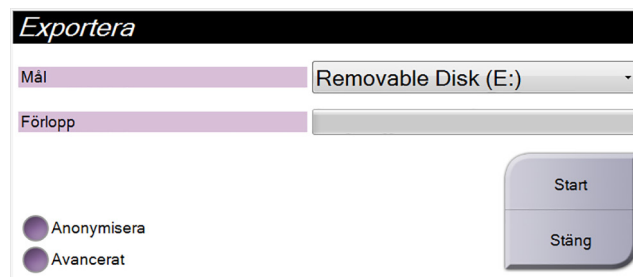 Exportera
Mål
Removable Disk (E:)
Förlopp
Start
Anonymisera
Stäng
Avancerat